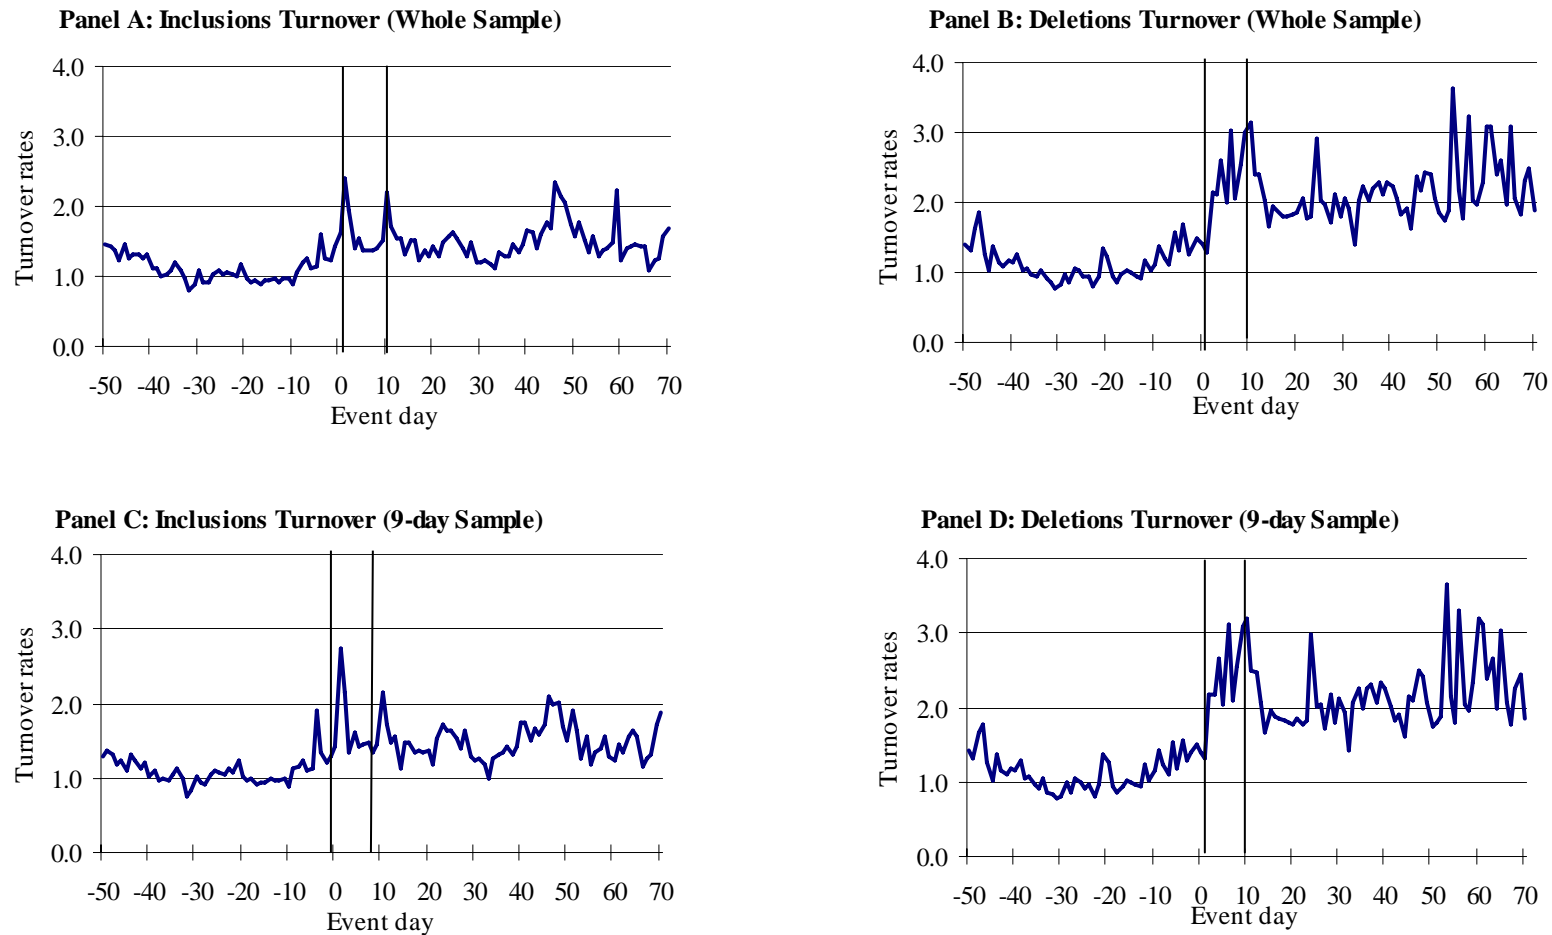 Panel A: Inclusions Turnover (Whole Sample)
Turnover rates
4.0
3.0
2.0
1.0
0.0
-50 -40 -30 -20 -10 0 10 20 30 40 50 60 70
Event day
Panel B: Deletions Turnover (Whole Sample)
Turnover rates
4.0
3.0
2.0
1.0
0.0
-50 -40 -30 -20 -10 0 10 20 30 40 50 60 70
Event day
Panel C: Inclusions Turnover (9-day Sample)
Turnover rates
4.0
3.0
2.0
1.0
0.0
-50 -40 -30 -20 -10 0 10 20 30 40 50 60 70
Event day
Panel D: Deletions Turnover (9-day Sample)
Turnover rates
4.0
3.0
2.0
1.0
0.0
-50 -40 -30 -20 -10 0 10 20 30 40 50 60 70
Event day